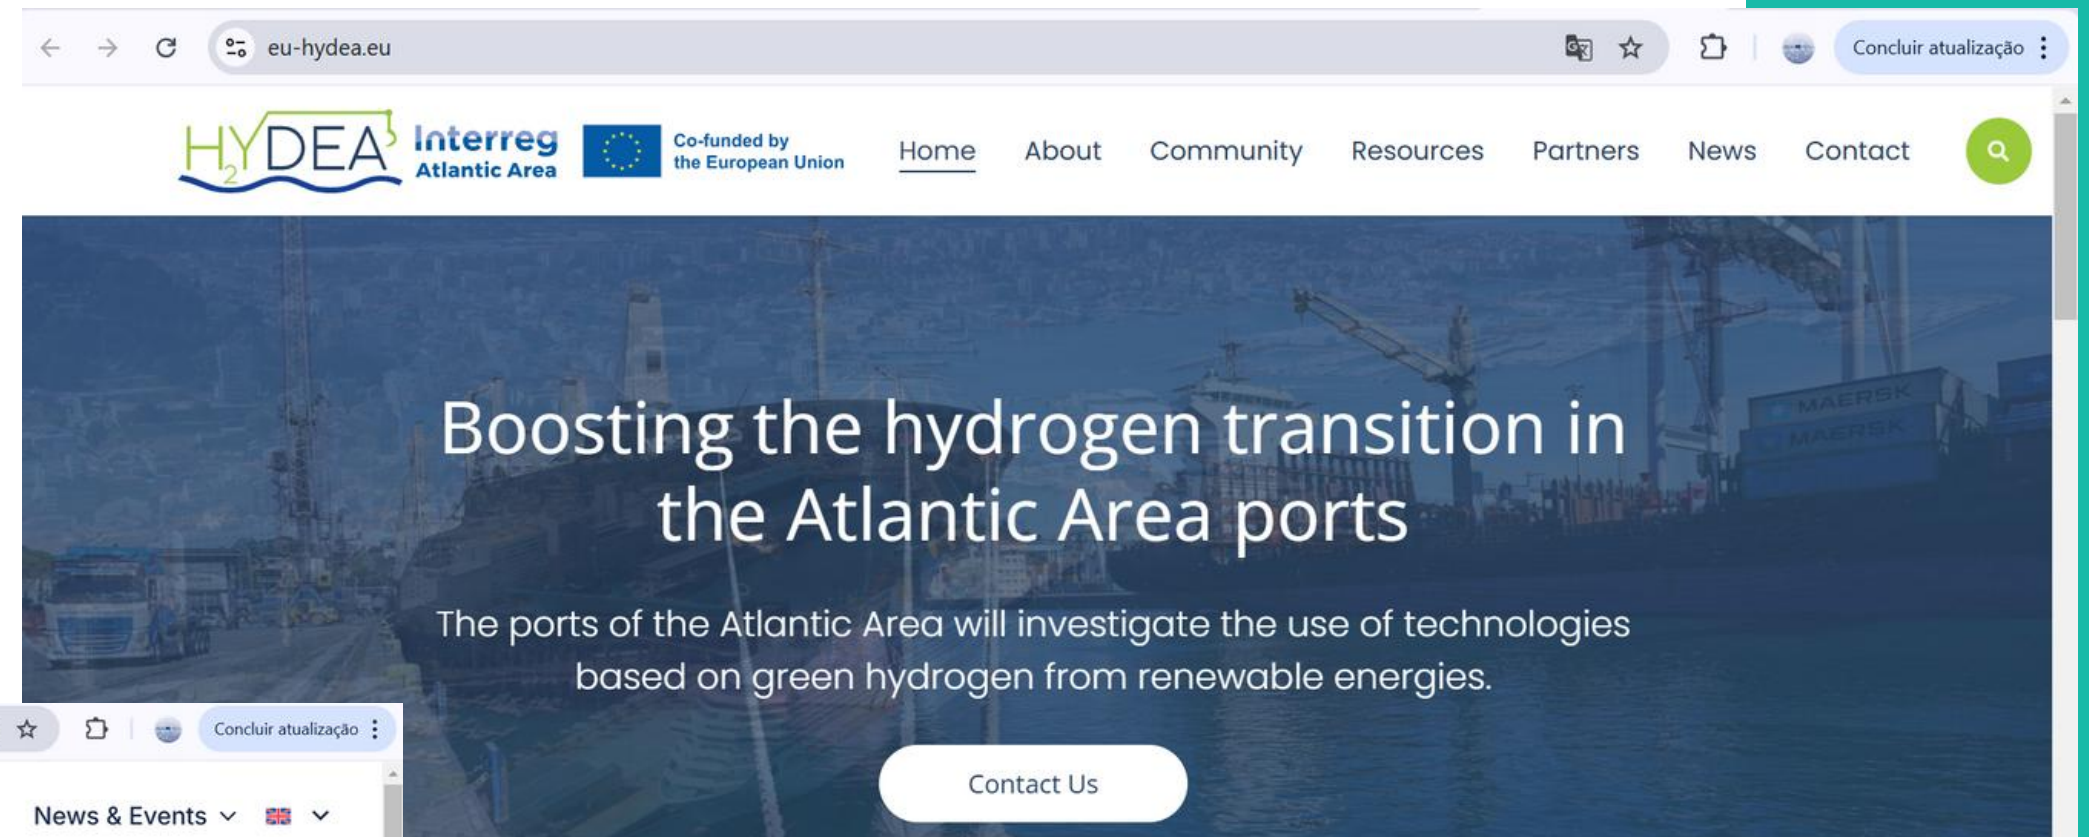 eu-hydea.eu
Concluir atualização
H2YDEA
Interreg
Atlantic Area
Co-funded by
the European Union
Home About Community Resources Partners News Contact
MAERSK
MAERSK
Boosting the hydrogen transition in
the Atlantic Area ports
The ports of the Atlantic Area will investigate the use of technologies
based on green hydrogen from renewable energies.
Contact Us
Concluir atualização
News & Events